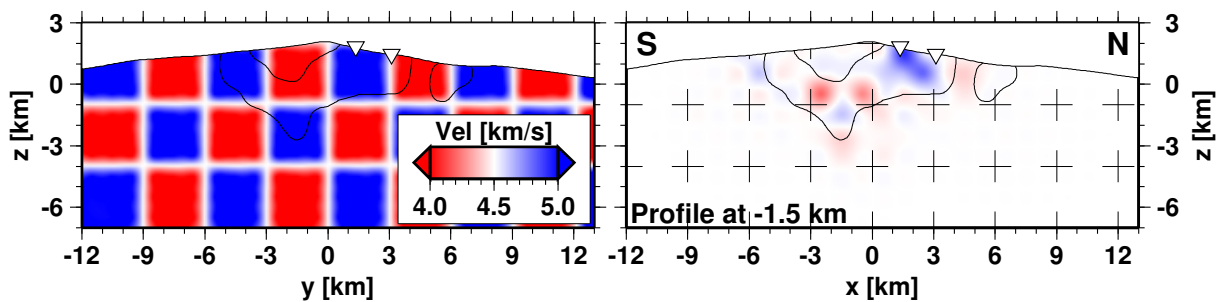 3
0
-3
-6
z [km]
-12 -9 -6 -3 0 3 6 9 12
y [km]
Vel [km/s]
4.0 4.5 5.0
S N
Profile at -1.5 km
-12 -9 -6 -3 0 3 6 9 12
x [km]
3
0
-3
-6
z [km]